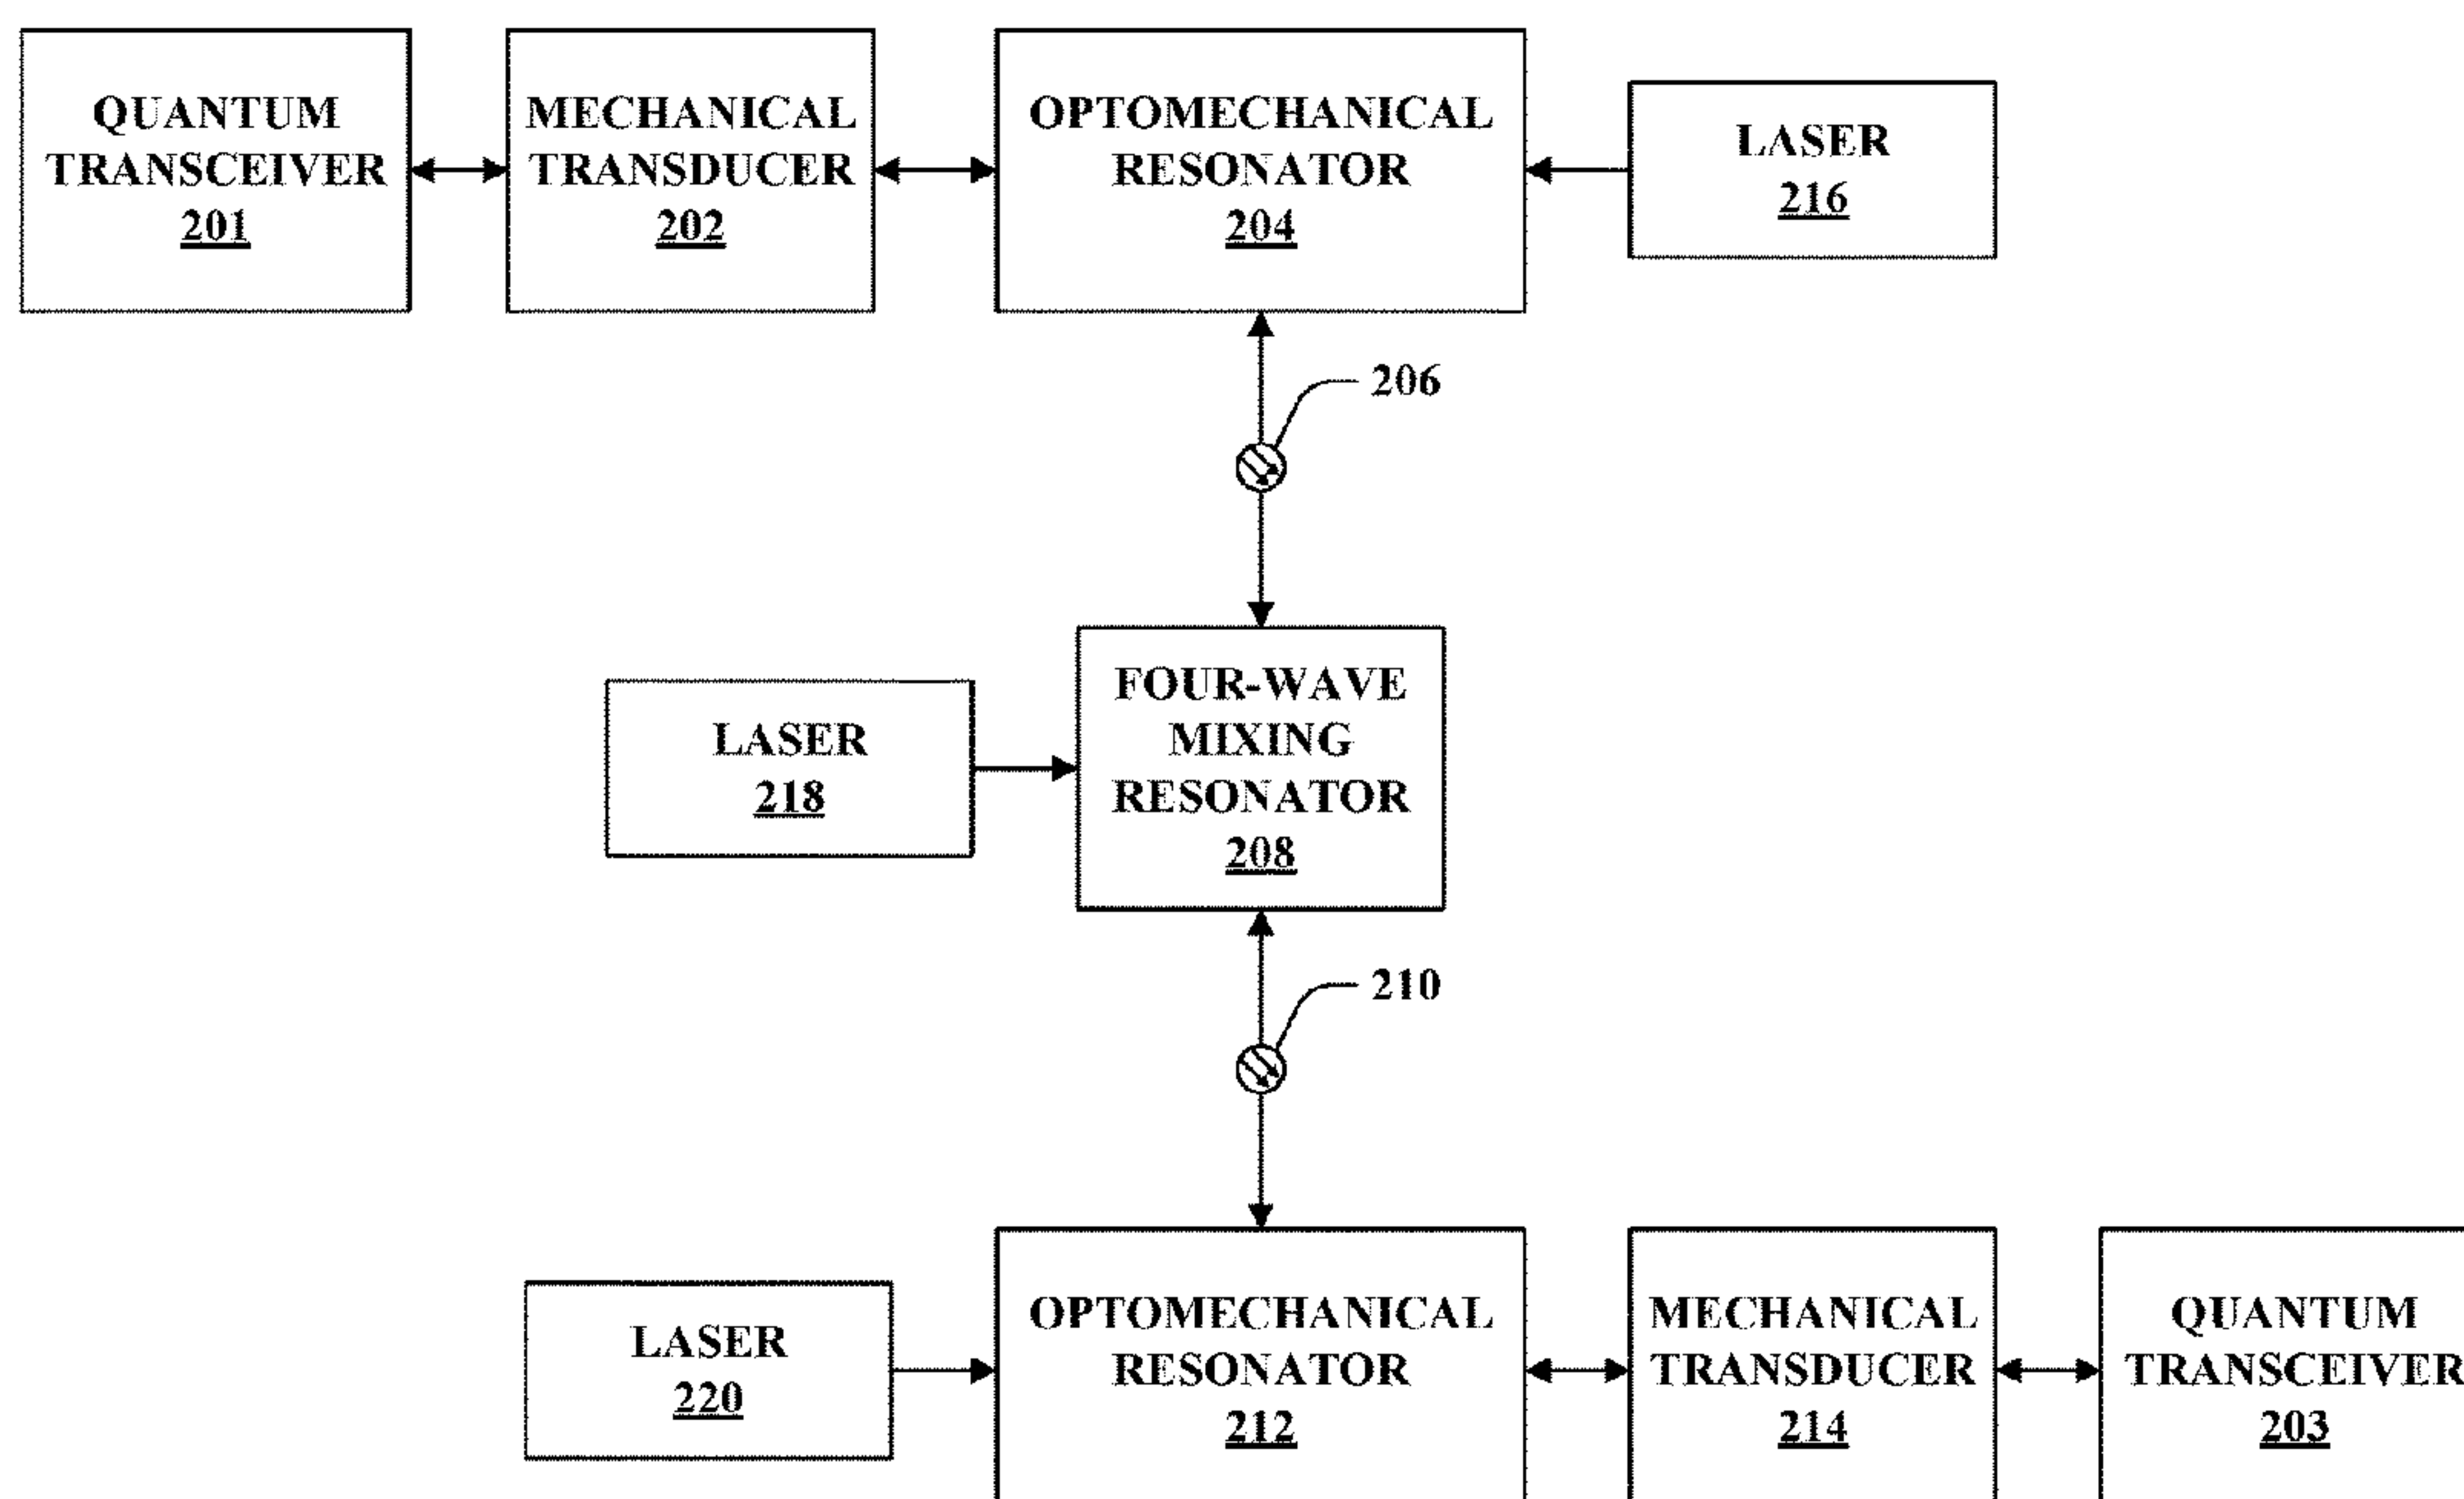 QUANTUM
TRANSCEIVER
201
MECHANICAL
TRANSDUCER
202
OPTOMECHANICAL
RESONATOR
204
LASER
216
206
FOUR-WAVE
MIXING
RESONATOR
208
LASER
218
210
LASER
220
OPTOMECHANICAL
RESONATOR
212
MECHANICAL
TRANSDUCER
214
QUANTUM
TRANSCEIVER
203